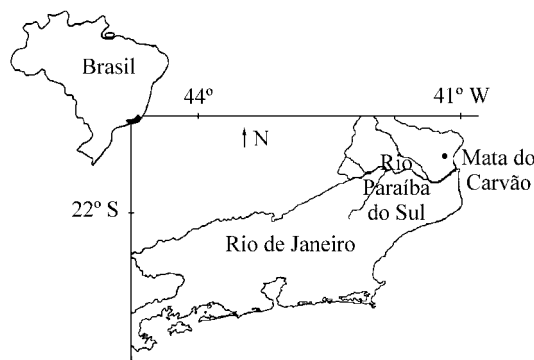 Brasil
44º
41º W
N
Rio
Paraíba
do Sul
Mata do
Carvão
22º S
Rio de Janeiro